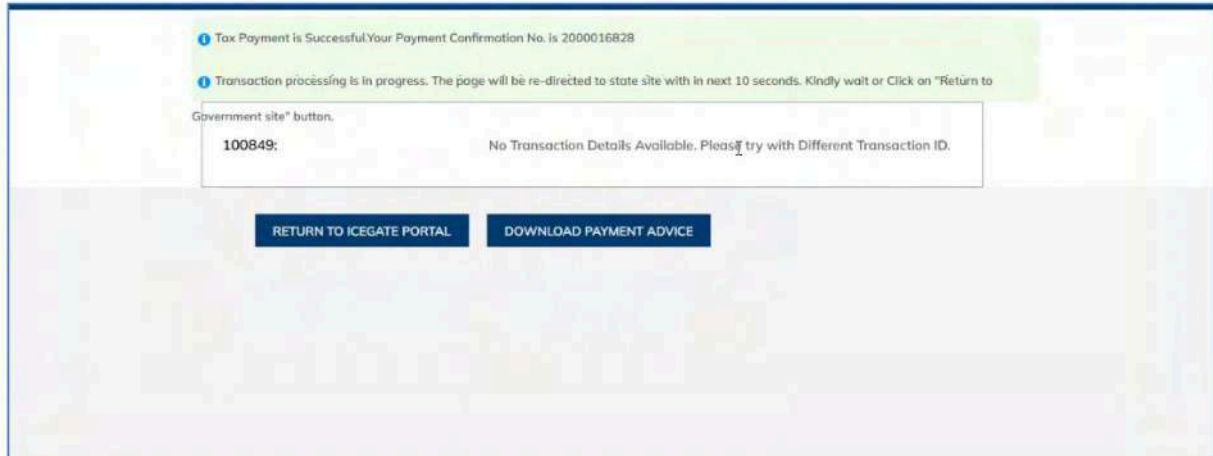 Tax Payment is Successful.Your Payment Confirmation No. is 2000016828
Transaction processing is in progress. The page will be re-directed to state site with in next 10 seconds. Kindly wait or Click on "Return to
Government site" button.
100849: No Transaction Details Available. Please try with Different Transaction ID.
RETURN TO ICEGATE PORTAL DOWNLOAD PAYMENT ADVICE